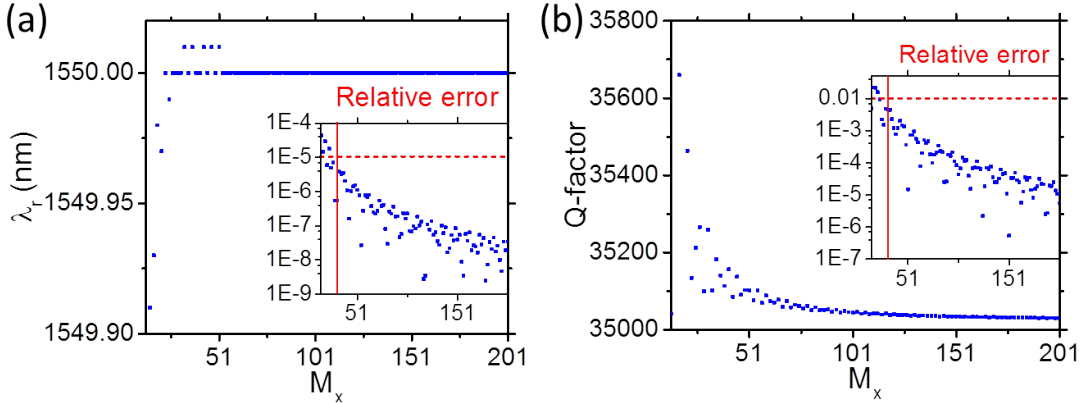 (a)
1550.00
1549.95
1549.90
λr (nm)
51
101
151
201
Mx
Relative error
1E-4
1E-5
1E-6
1E-7
1E-8
1E-9
51
151
(b)
35800
35600
35400
35200
35000
Q-factor
51
101
151
201
Mx
Relative error
0.01
1E-3
1E-4
1E-5
1E-6
1E-7
51
151